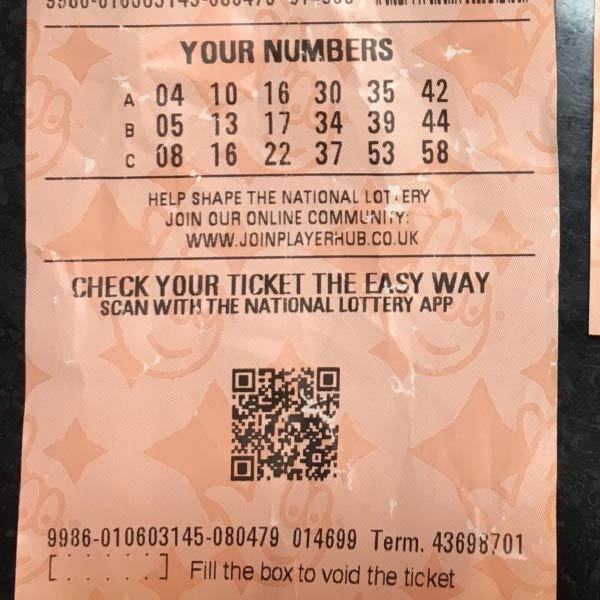 YOUR NUMBERS
A 04 10 16 30 35 42
B 05 13 17 34 39 44
C 08 16 22 37 53 58
HELP SHAPE THE NATIONAL LOTTERY
JOIN OUR ONLINE COMMUNITY:
WWW.JOINPLAYERHUB.CO.UK
CHECK YOUR TICKET THE EASY WAY
SCAN WITH THE NATIONAL LOTTERY APP
9986-010603145-080479 014699 Term. 43698701
[.....] Fill the box to void the ticket